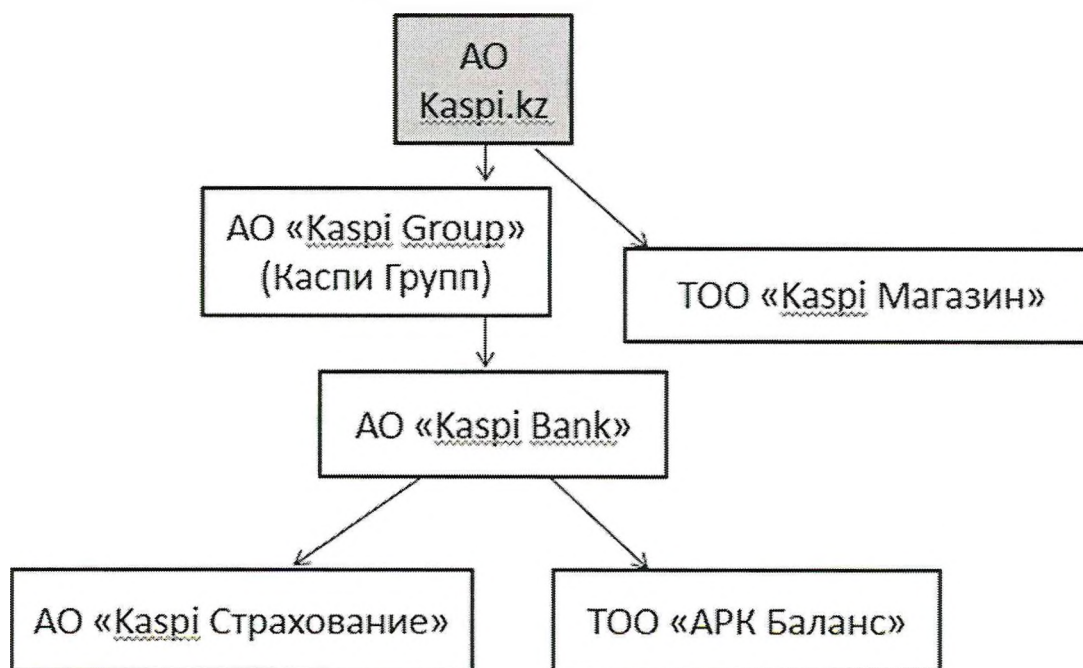 АО
Kaspi.kz
АО «Kaspi Group»
(Каспи Групп)
ТОО «Kaspi Магазин»
АО «Kaspi Bank»
АО «Kaspi Страхование»
ТОО «АРК Баланс»